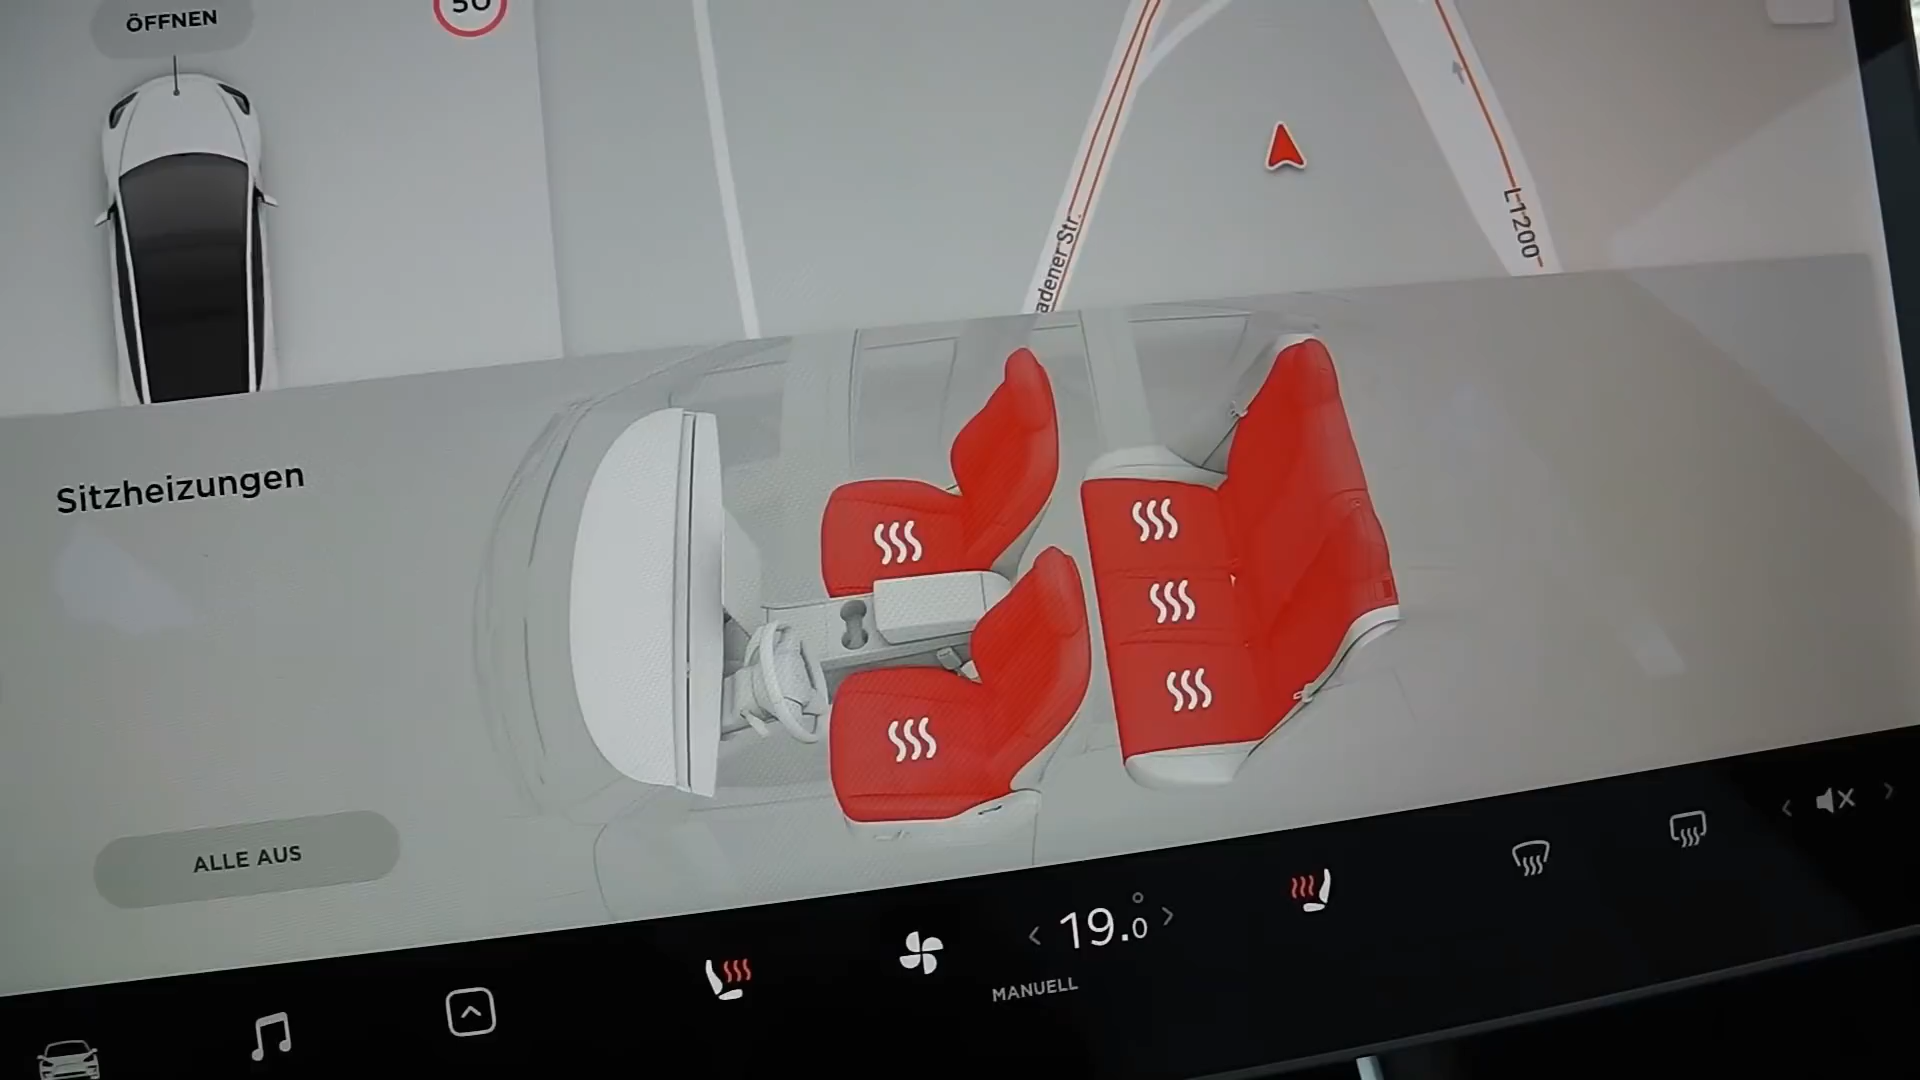 ÖFFNEN
50
adener Str.
L1200
Sitzheizungen
ALLE AUS
19.0°
MANUELL